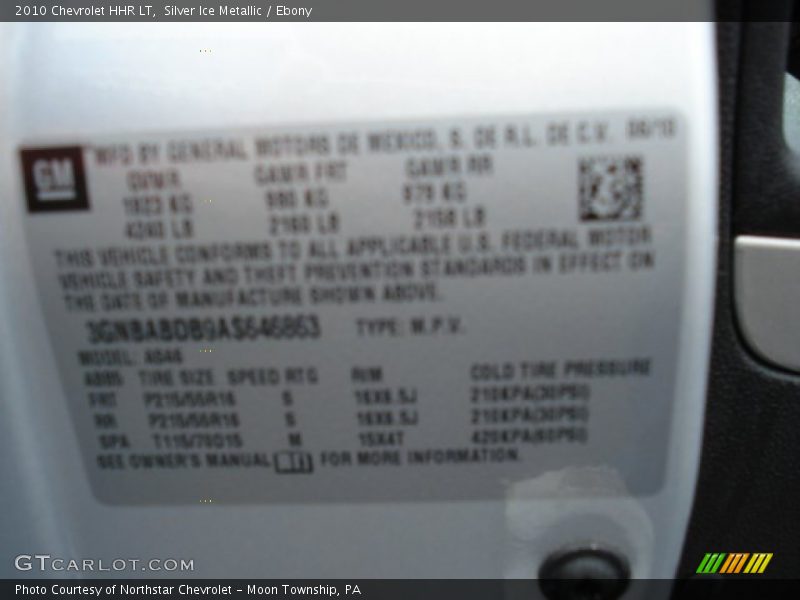 2010 Chevrolet HHR LT,  Silver Ice Metallic / Ebony
GM
MFD BY GENERAL MOTORS DE MEXICO, S. DE R.L. DE C.V. 06/10
GVWR GAWR FRT GAWR RR
1923 KG 980 KG 979 KG
4240 LB 2160 LB 2158 LB
THIS VEHICLE CONFORMS TO ALL APPLICABLE U.S. FEDERAL MOTOR
VEHICLE SAFETY AND THEFT PREVENTION STANDARDS IN EFFECT ON
THE DATE OF MANUFACTURE SHOWN ABOVE.
3GNBABDB9AS646863 TYPE: M.P.V.
MODEL:
TIRE SIZE SPEED RTG RIM COLD TIRE PRESSURE
FRT P215/55R16 S 16X6.5J 210KPA(30PSI)
RR P215/55R16 S 16X6.5J 210KPA(30PSI)
SPA T115/70D15 M 15X4T 420KPA(60PSI)
SEE OWNER'S MANUAL FOR MORE INFORMATION.
GTCARLOT.COM
Photo Courtesy of Northstar Chevrolet - Moon Township, PA